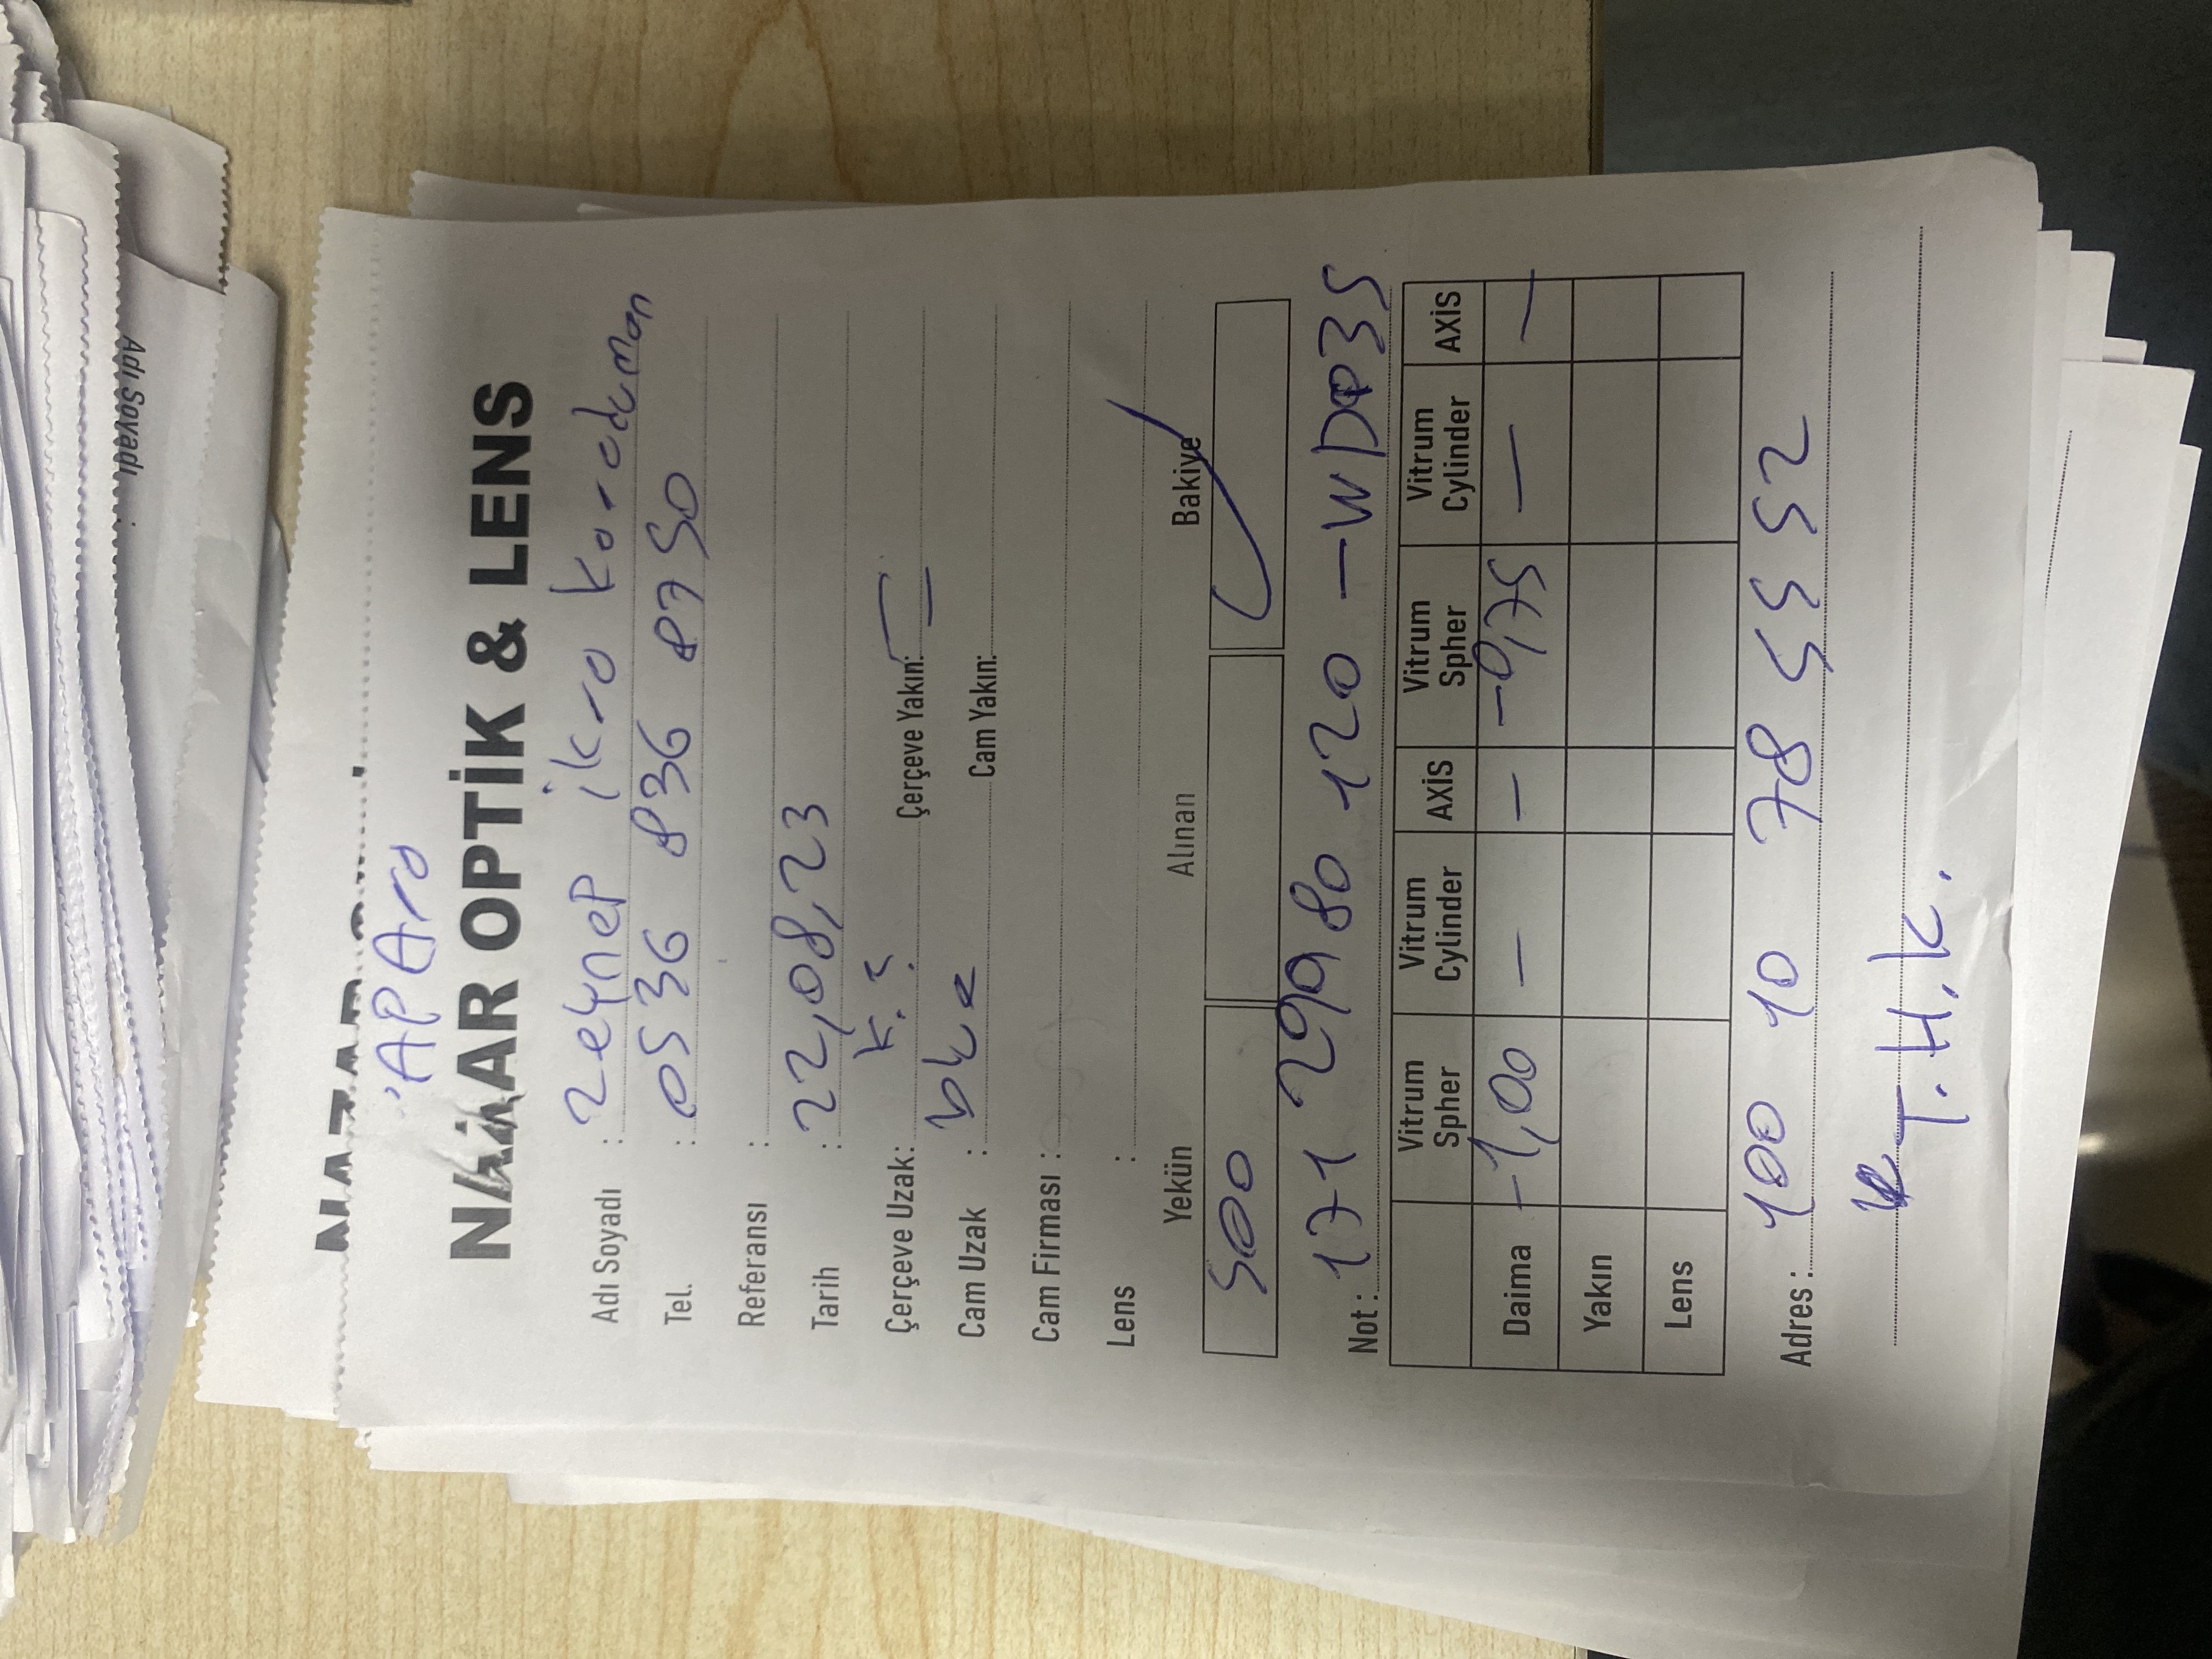 Adı Soyadı :
NAZAR
APAra
NAZAR OPTİK & LENS
Adı Soyadı : Zeynep ikra Karaduman
Tel. : 0536 836 8750
Referansı :
Tarih : 22,08,23
Çerçeve Uzak: K.Ç Çerçeve Yakın:
Cam Uzak : blue Cam Yakın:
Cam Firması :
Lens :
Yekün Alınan Bakiye
500
Not : 171 29980 120 - WD035
Vitrum Spher Vitrum Cylinder AXİS Vitrum Spher Vitrum Cylinder AXİS
Daima -1,00 — — -0,75 — —
Yakın
Lens
Adres : 100 10 78 55 52
T.H.K.